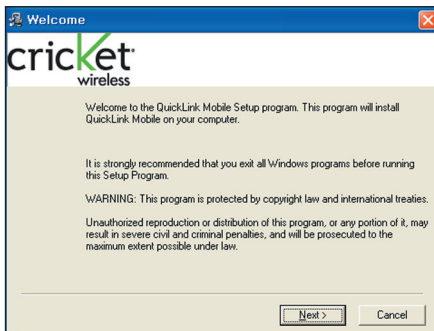 Welcome
cricket
wireless
Welcome to the QuickLink Mobile Setup program. This program will install
QuickLink Mobile on your computer.
It is strongly recommended that you exit all Windows programs before running
this Setup Program.
WARNING: This program is protected by copyright law and international treaties.
Unauthorized reproduction or distribution of this program, or any portion of it, may
result in severe civil and criminal penalties, and will be prosecuted to the
maximum extent possible under law.
Next > Cancel